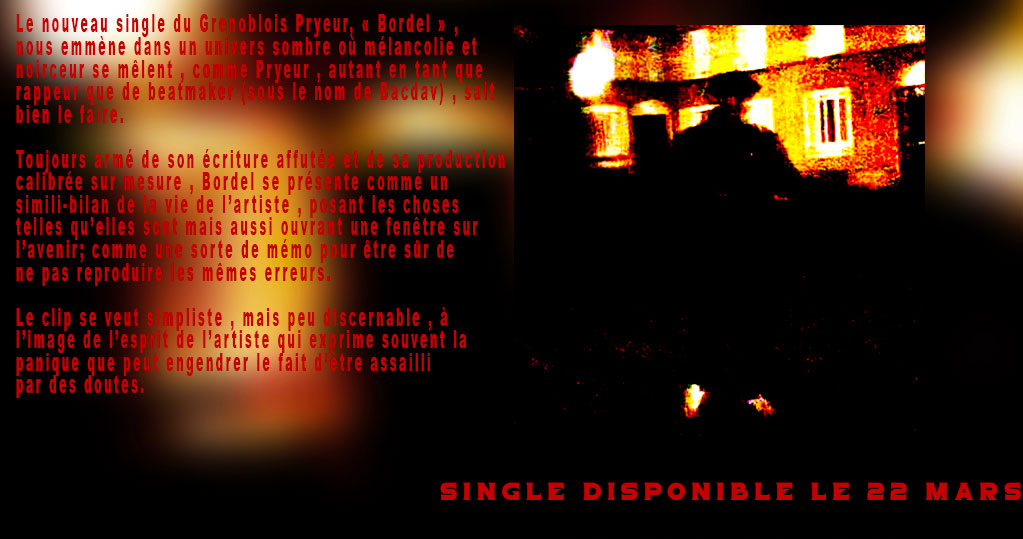 Le nouveau single du Grenoblois Pryeur, « Bordel » ,
nous emmène dans un univers sombre où mélancolie et
noirceur se mêlent , comme Pryeur , autant en tant que
rappeur que de beatmaker (sous le nom de Bacdav) , sait
bien le faire.
Toujours armé de son écriture affutée et de sa production
calibrée sur mesure , Bordel se présente comme un
simili-bilan de la vie de l’artiste , posant les choses
telles qu’elles sont mais aussi ouvrant une fenêtre sur
l’avenir; comme une sorte de mémo pour être sûr de
ne pas reproduire les mêmes erreurs.
Le clip se veut simpliste , mais peu discernable , à
l’image de l’esprit de l’artiste qui exprime souvent la
panique que peut engendrer le fait d’être assailli
par des doutes.
SINGLE DISPONIBLE LE 22 MARS